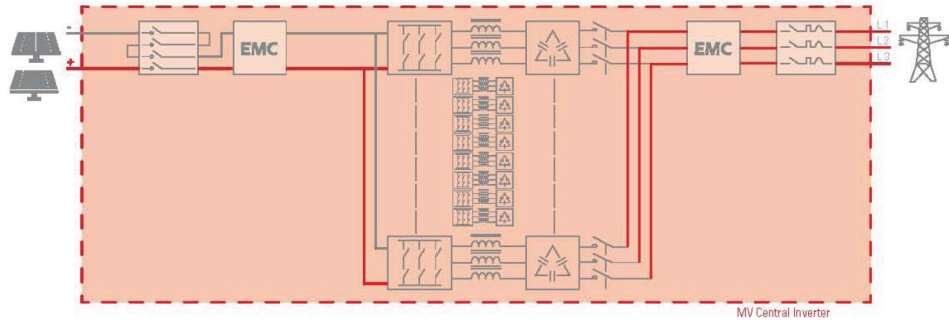 -
+
EMC
EMC
L1
L2
L3
MV Central Inverter